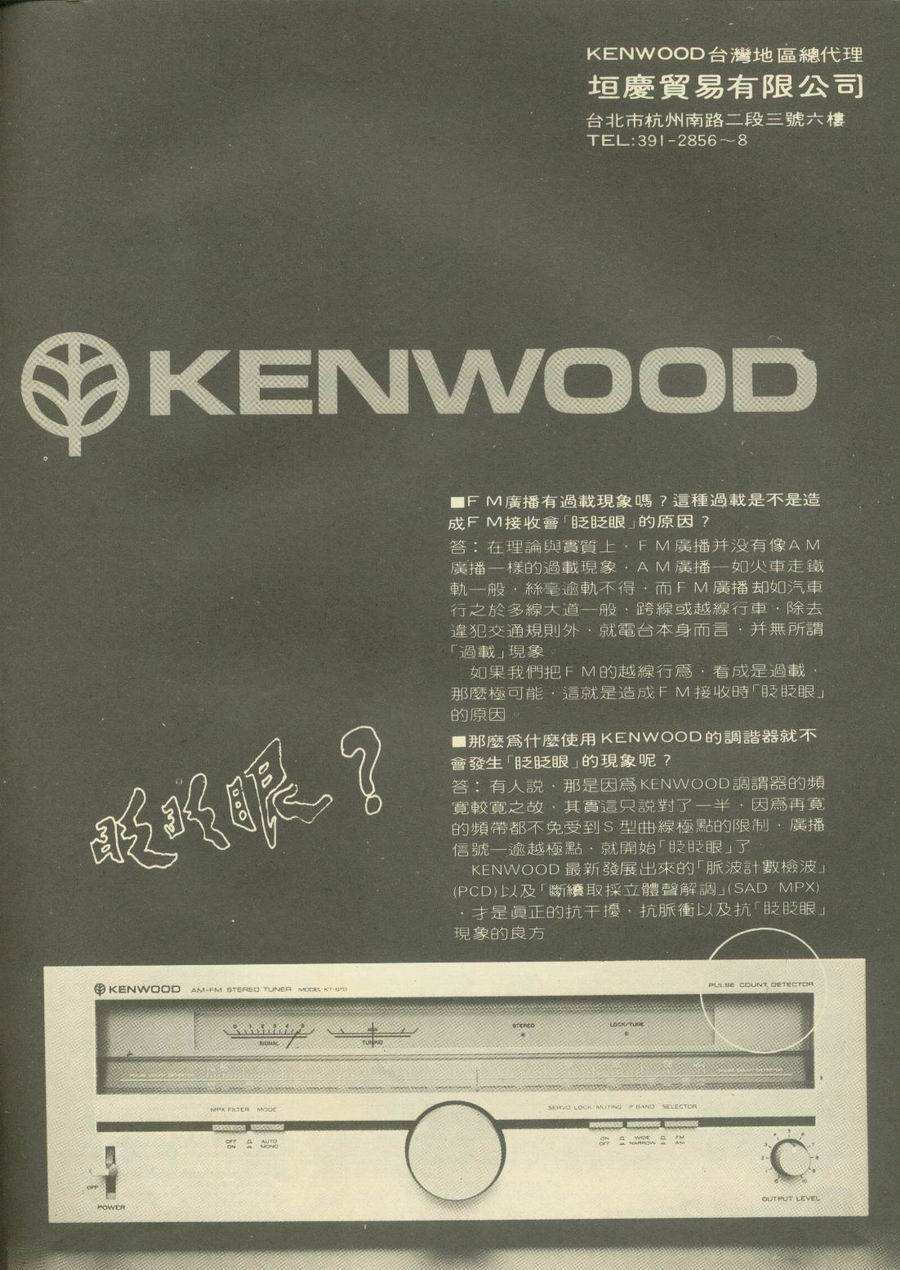 KENWOOD台灣地區總代理
垣慶貿易有限公司
台北市杭州南路二段三號六樓
TEL:391-2856～8
KENWOOD
■FM廣播有過載現象嗎？這種過載是不是造
成FM接收會「眨眨眼」的原因？
答：在理論與實質上，FM廣播并没有像AM
廣播一樣的過載現象，AM廣播一如火車走鐵
軌一般，絲毫逾軌不得，而FM廣播却如汽車
行之於多線大道一般，跨線或越線行車，除去
違犯交通規則外，就電台本身而言，并無所謂
「過載」現象。
如果我們把FM的越線行爲，看成是過載，
那麼極可能，這就是造成FM接收時「眨眨眼」
的原因。
■那麼爲什麼使用KENWOOD的調諧器就不
會發生「眨眨眼」的現象呢？
答：有人説，那是因爲KENWOOD調謂器的頻
寬較寬之故，其實這只説對了一半，因爲再寬
的頻帶都不免受到S型曲線極點的限制，廣播
信號一逾越極點，就開始「眨眨眼」了
KENWOOD最新發展出來的「脈波計數檢波」
(PCD)以及「斷續取採立體聲解調」(SAD MPX)
，才是眞正的抗干擾，抗脈衝以及抗「眨眨眼」
現象的良方
眨眨眼？
KENWOOD AM-FM STEREO TUNER MODEL PULSE COUNT DETECTOR
0 1 2 3 4 5
SIGNAL TUNING STEREO LOCK/TUNE
PULSE COUNT DETECTOR
MPX FILTER MODE SERVO LOCK/MUTING IF BAND SELECTOR
OFF AUTO ON WIDE FM
ON MONO OFF NARROW AM
OFF
POWER
OUTPUT LEVEL